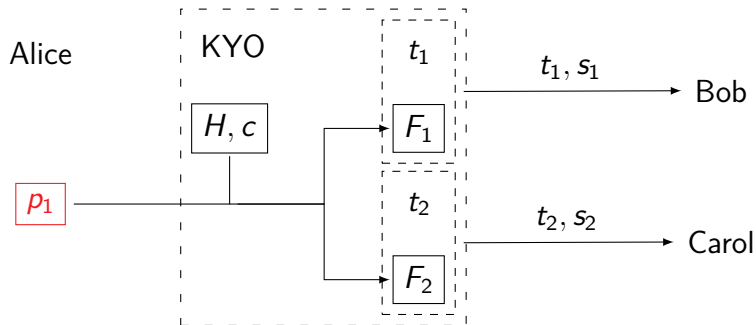 Alice
KYO
t₁
t₁, s₁
Bob
H, c
F₁
p₁
t₂
t₂, s₂
Carol
F₂